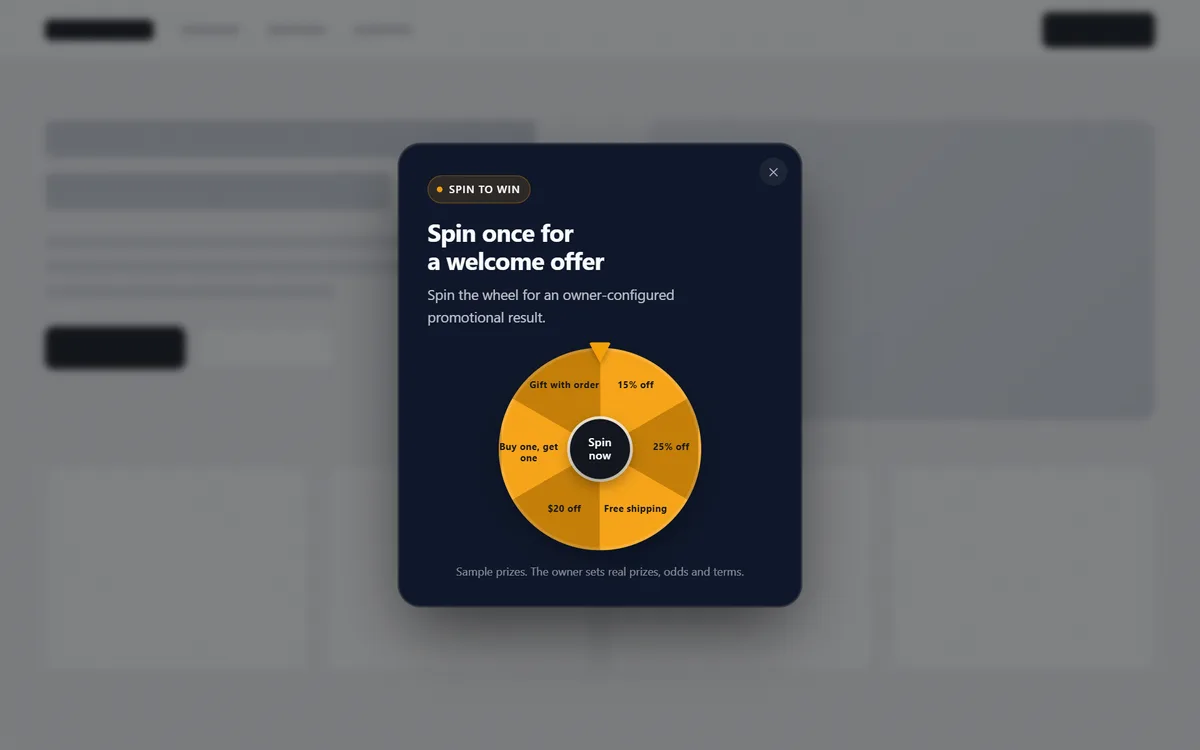 SPIN TO WIN
Spin once for
a welcome offer
Spin the wheel for an owner-configured
promotional result.
Gift with order
15% off
Buy one, get
one
Spin
now
25% off
$20 off
Free shipping
Sample prizes. The owner sets real prizes, odds and terms.